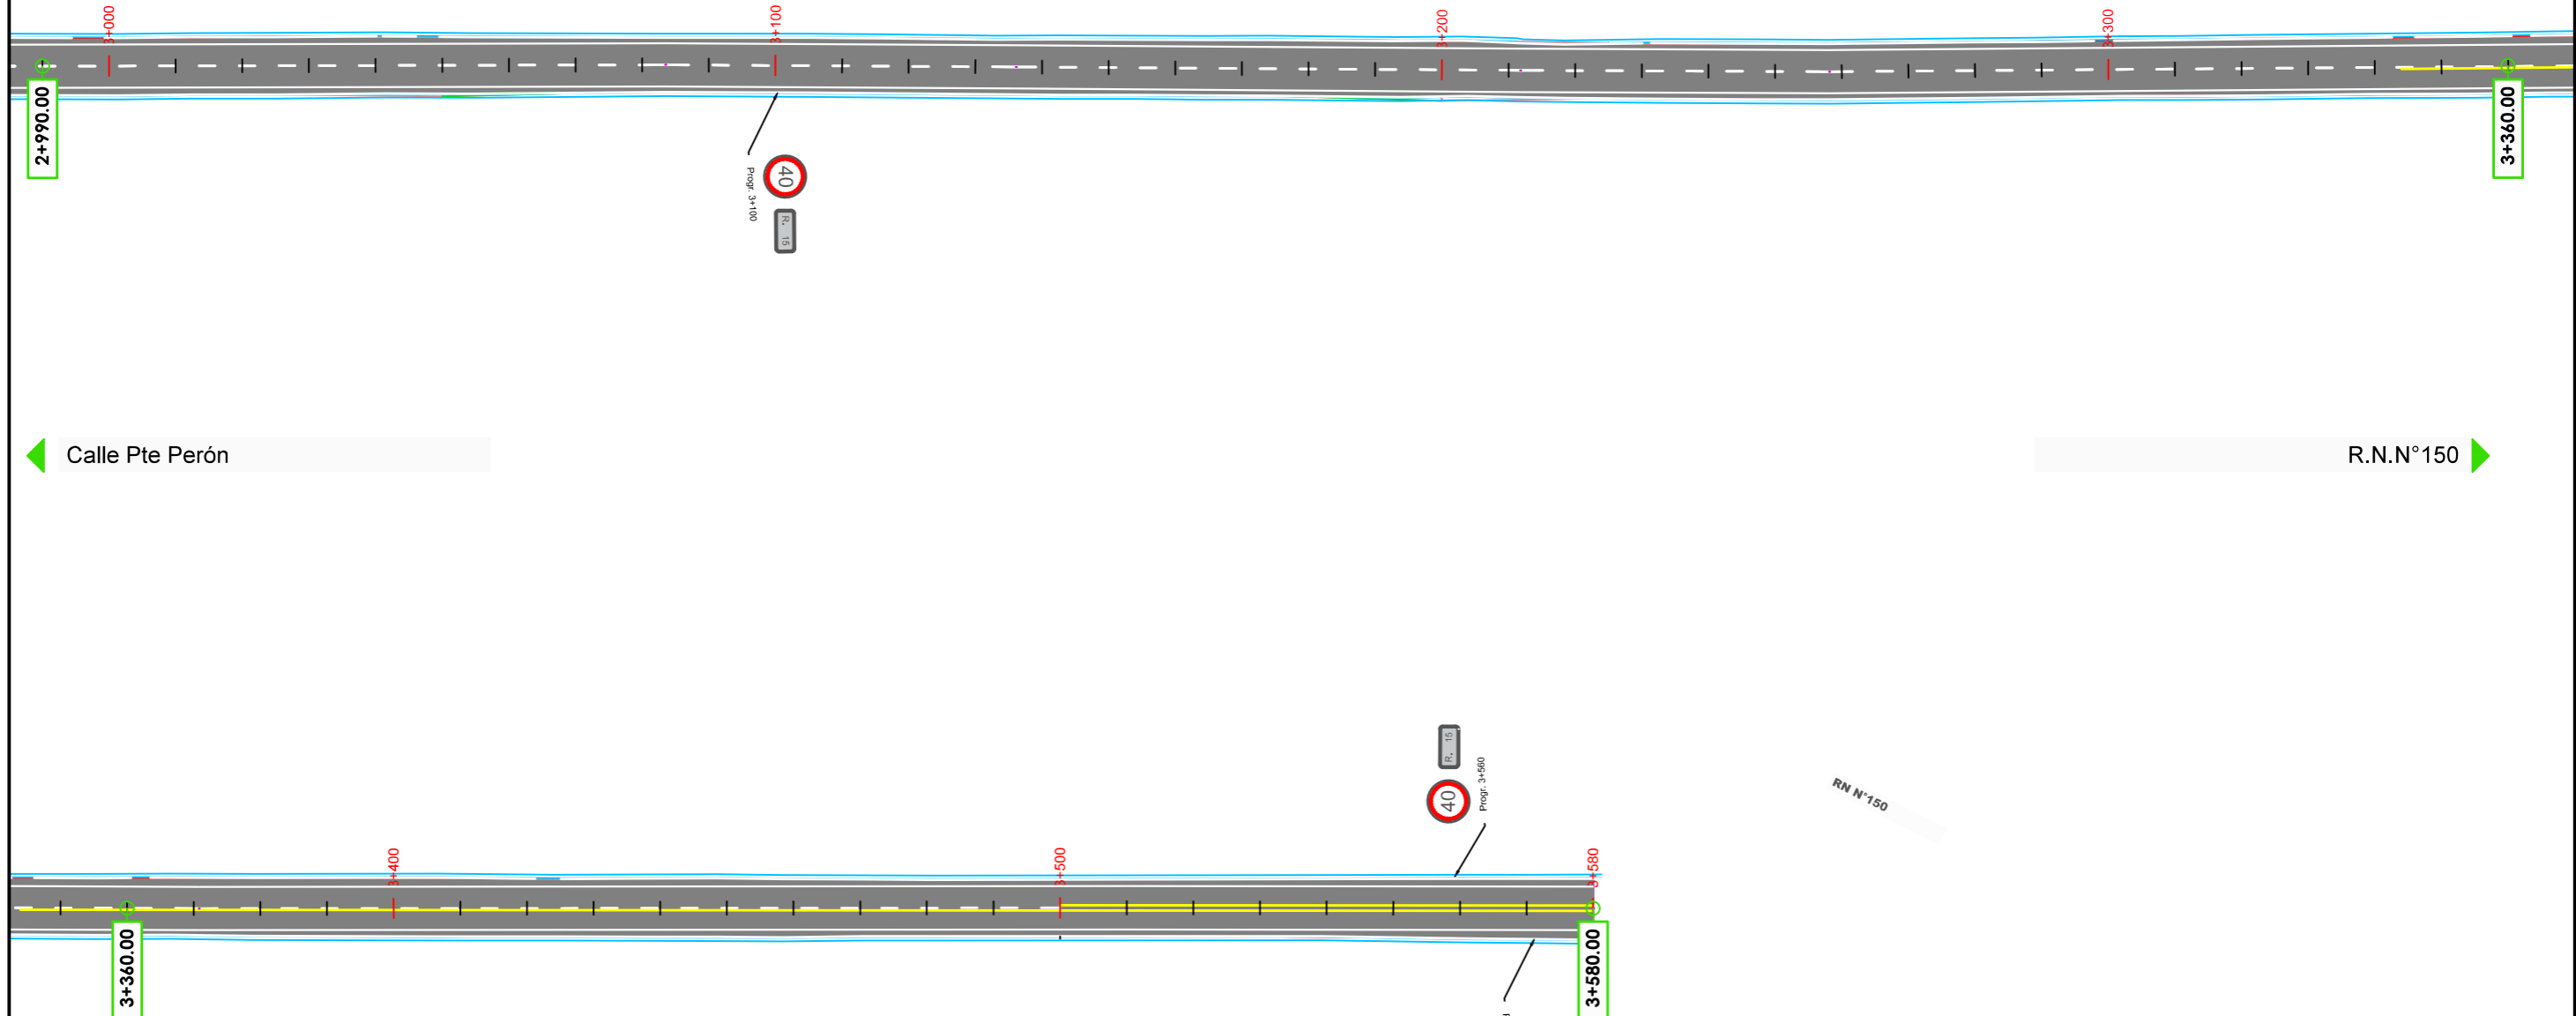 3+000
3+100
3+200
3+300
2+990.00
3+360.00
Progr. 3+100
40
R. 15
Calle Pte Perón
R.N.N°150
R. 15
40
Progr. 3+560
RN N°150
3+400
3+500
3+580
3+360.00
3+580.00